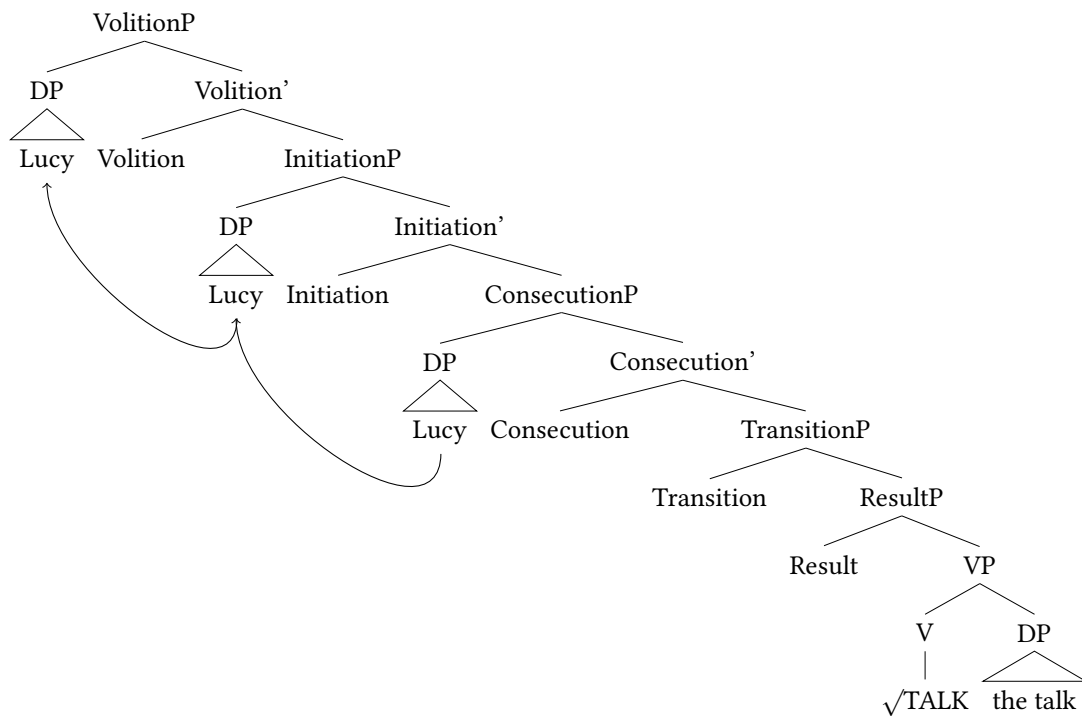 VolitionP
DP Volition’
Lucy Volition InitiationP
DP Initiation’
Lucy Initiation ConsecutionP
DP Consecution’
Lucy Consecution TransitionP
Transition ResultP
Result VP
V DP
√TALK the talk